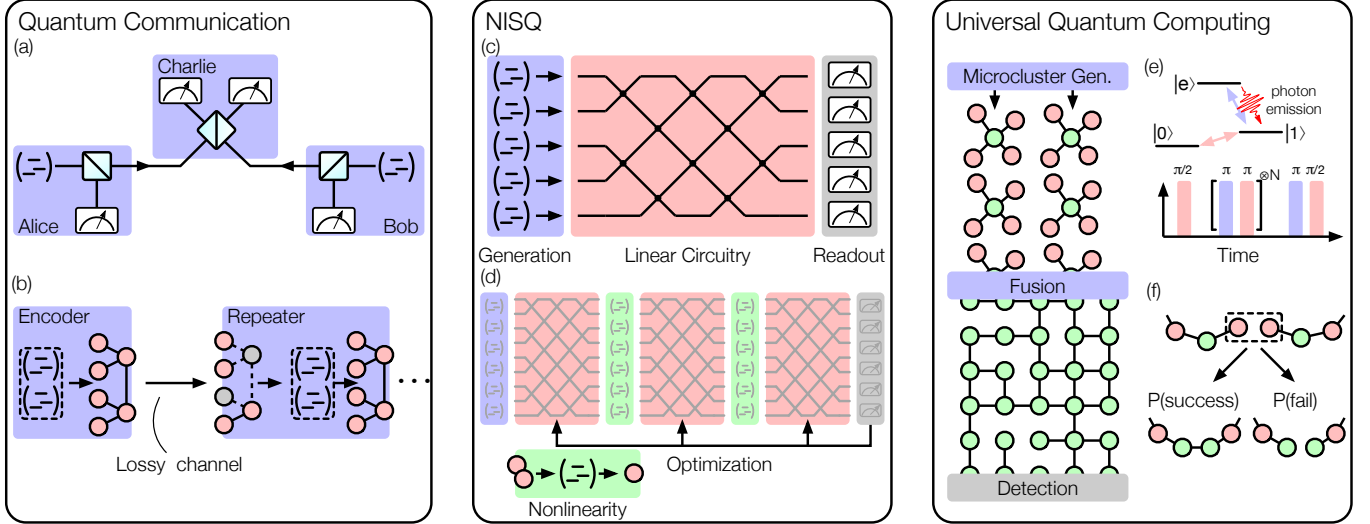 Quantum Communication
(a)
Charlie
Alice
Bob
(b)
Encoder
Repeater
Lossy channel
NISQ
(c)
Generation
Linear Circuitry
Readout
(d)
Optimization
Nonlinearity
Universal Quantum Computing
Microcluster Gen.
Fusion
Detection
(e)
|e⟩
photon
emission
|0⟩
|1⟩
π/2 π π ⊗N π π/2
Time
(f)
P(success) P(fail)